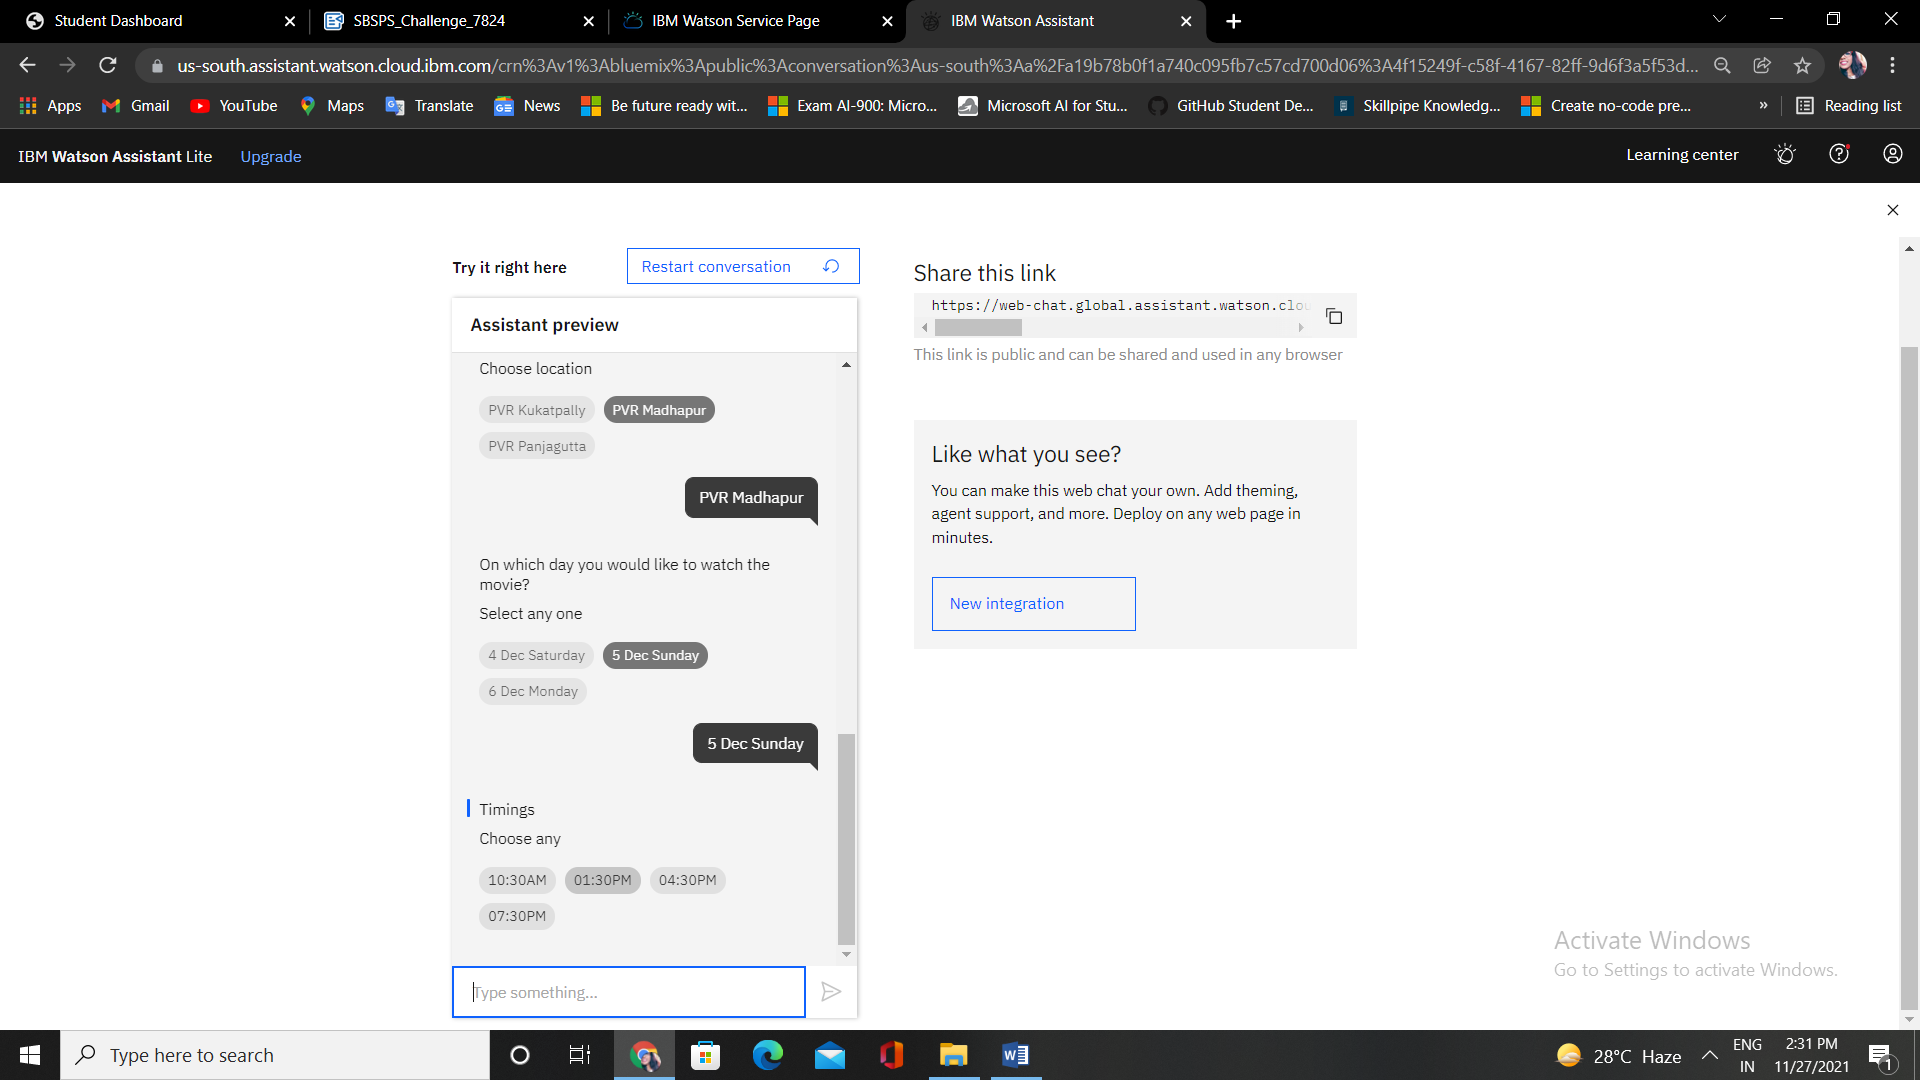 Student Dashboard
SBSPS_Challenge_7824
IBM Watson Service Page
IBM Watson Assistant
us-south.assistant.watson.cloud.ibm.com/crn%3Av1%3Abluemix%3Apublic%3Aconversation%3Aus-south%3Aa%2Fa19b78b0f1a740c095fb7c57cd700d06%3A4f15249f-c58f-4167-82ff-9d6f3a5f53d...
Apps
Gmail
YouTube
Maps
Translate
News
Be future ready wit...
Exam AI-900: Micro...
Microsoft AI for Stu...
GitHub Student De...
Skillpipe Knowledg...
Create no-code pre...
»
Reading list
IBM Watson Assistant Lite
Upgrade
Learning center
Try it right here
Restart conversation
Assistant preview
Choose location
PVR Kukatpally
PVR Madhapur
PVR Panjagutta
PVR Madhapur
On which day you would like to watch the
movie?
Select any one
4 Dec Saturday
5 Dec Sunday
6 Dec Monday
5 Dec Sunday
Timings
Choose any
10:30AM
01:30PM
04:30PM
07:30PM
Type something...
Share this link
https://web-chat.global.assistant.watson.clou
This link is public and can be shared and used in any browser
Like what you see?
You can make this web chat your own. Add theming,
agent support, and more. Deploy on any web page in
minutes.
New integration
Activate Windows
Go to Settings to activate Windows.
Type here to search
28°C Haze
ENG
IN
2:31 PM
11/27/2021
1